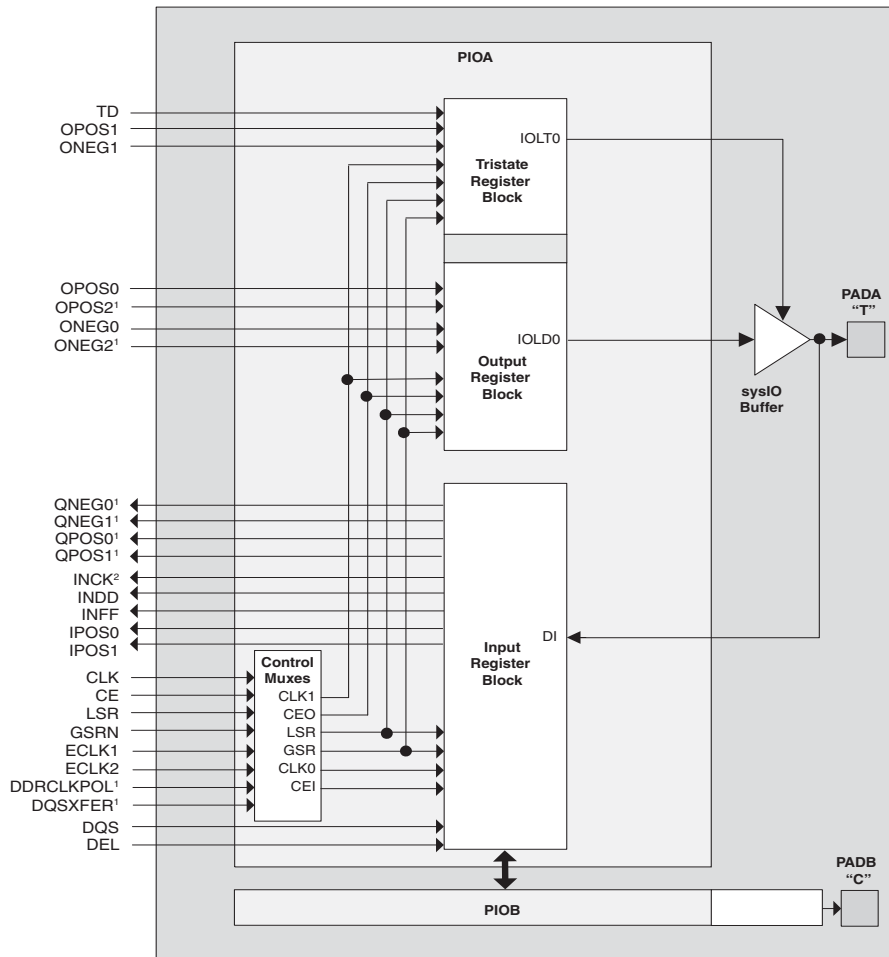 PIOA
TD
OPOS1
ONEG1
IOLT0
Tristate
Register
Block
OPOS0
OPOS2¹
ONEG0
ONEG2¹
IOLD0
Output
Register
Block
sysIO
Buffer
PADA
“T”
QNEG0¹
QNEG1¹
QPOS0¹
QPOS1¹
INCK²
INDD
INFF
IPOS0
IPOS1
DI
Input
Register
Block
Control
Muxes
CLK
CE
LSR
GSRN
ECLK1
ECLK2
DDRCLKPOL¹
DQSXFER¹
CLK1
CEO
LSR
GSR
CLK0
CEI
DQS
DEL
PADB
“C”
PIOB